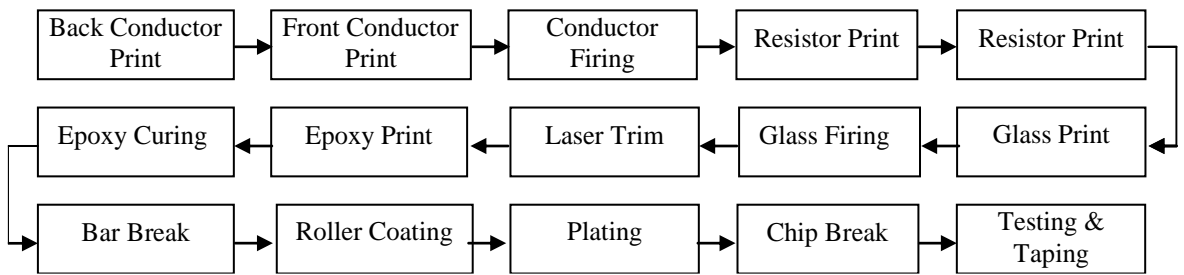 Back Conductor
Print
Front Conductor
Print
Conductor
Firing
Resistor Print
Resistor Print
Glass Print
Glass Firing
Laser Trim
Epoxy Print
Epoxy Curing
Bar Break
Roller Coating
Plating
Chip Break
Testing &
Taping